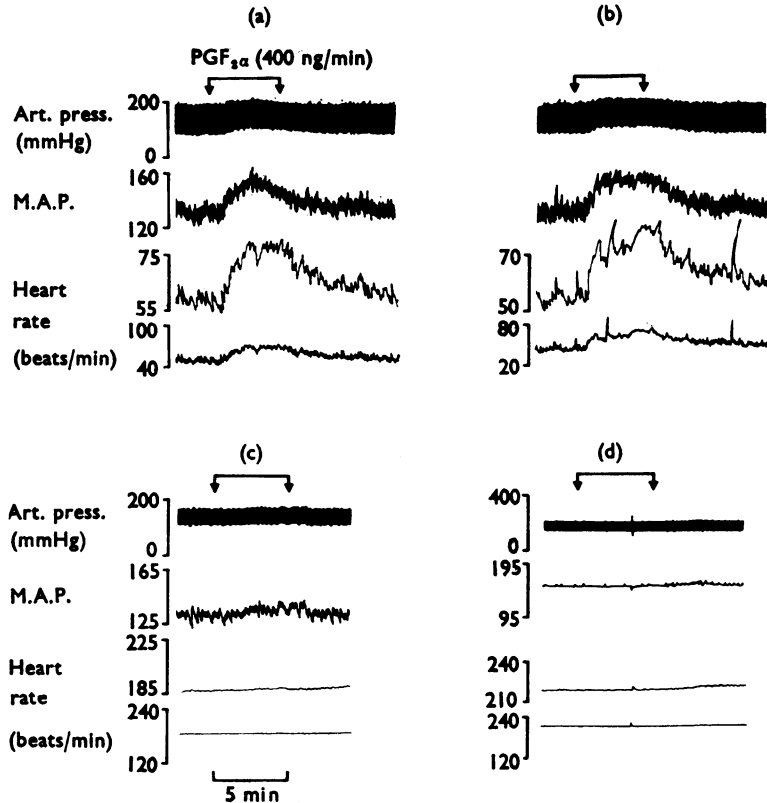 (a) (b)
PGF₂α (400 ng/min)
Art. press. 200
(mmHg) 0
M.A.P. 160 160
120 120
Heart 75 70
rate 55 50
100 80
(beats/min) 40 20
(c) (d)
Art. press. 200 400
(mmHg) 0 0
M.A.P. 165 195
125 95
Heart 225 240
rate 185 210
240 240
(beats/min) 120 120
5 min